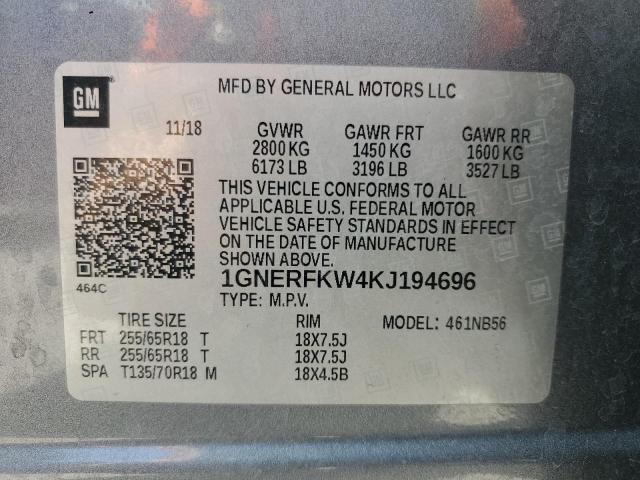 MFD BY GENERAL MOTORS LLC
GM
11/18 GVWR GAWR FRT GAWR RR
2800 KG 1450 KG 1600 KG
6173 LB 3196 LB 3527 LB
THIS VEHICLE CONFORMS TO ALL
APPLICABLE U.S. FEDERAL MOTOR
VEHICLE SAFETY STANDARDS IN EFFECT
ON THE DATE OF MANUFACTURE
SHOWN ABOVE.
464C
1GNERFKW4KJ194696
TYPE: M.P.V.
TIRE SIZE RIM MODEL: 461NB56
FRT 255/65R18 T 18X7.5J
RR 255/65R18 T 18X7.5J
SPA T135/70R18 M 18X4.5B